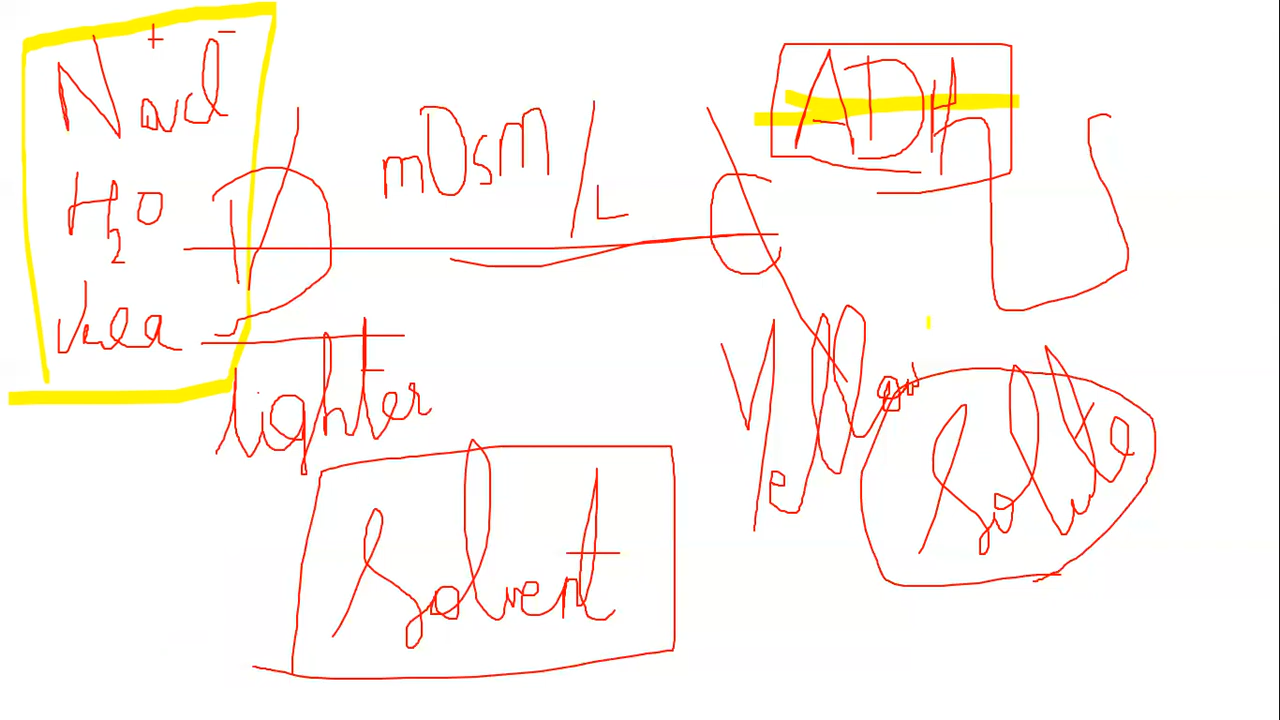 Na+cl-
H2O
Urea
D
mOsM/L
C
ADH
lighter
Yellow
Solvent
Solute